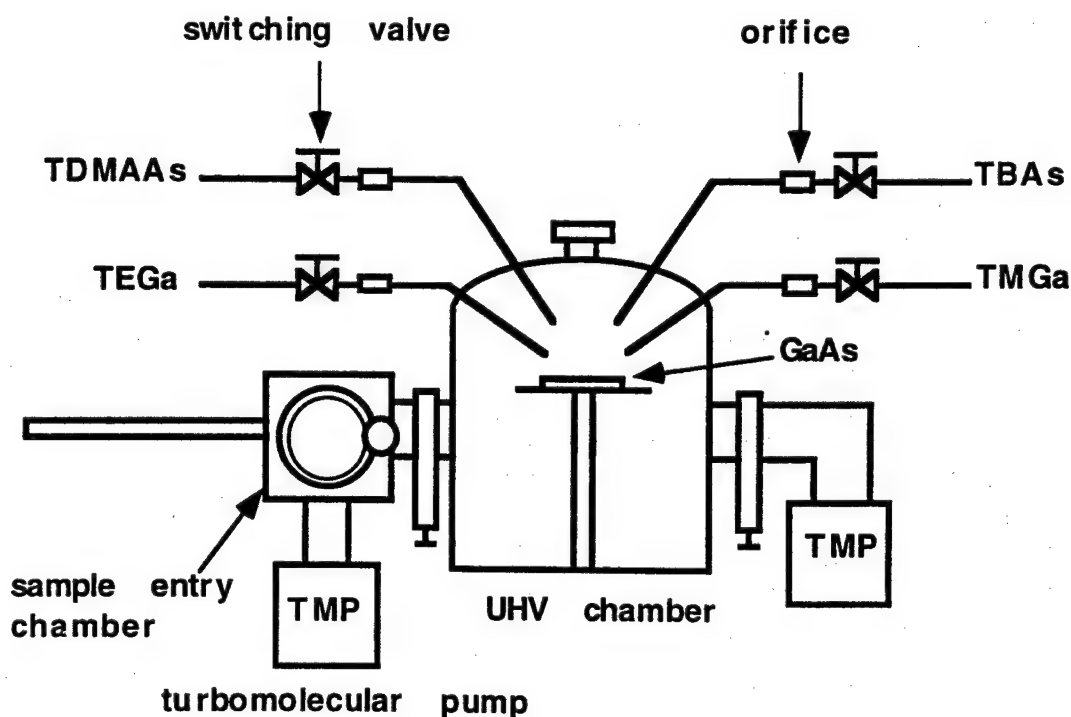 switching valve
orifice
TDMAAs
TBAs
TEGa
TMGa
GaAs
sample entry
chamber
TMP
TMP
UHV chamber
turbomolecular pump